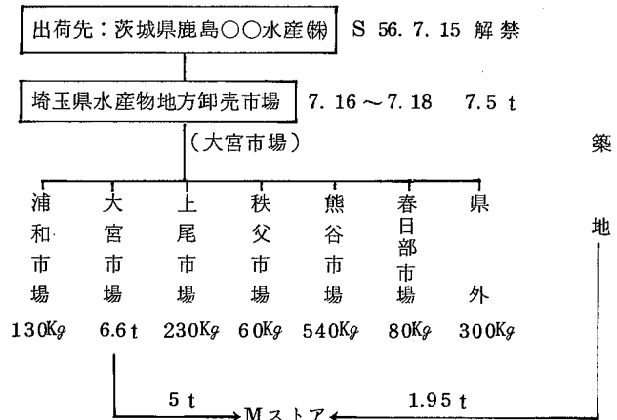 出荷先：茨城県鹿島〇〇水産㈱ S 56. 7. 15 解禁
埼玉県水産物地方卸売市場 7. 16 ～ 7. 18 7. 5 t
(大宮市場)
浦和市場
大宮市場
上尾市場
秩父市場
熊谷市場
春日部市場
県外
築地
130Kg 6.6 t 230Kg 60Kg 540Kg 80Kg 300Kg
5 t 1.95 t
Mストア